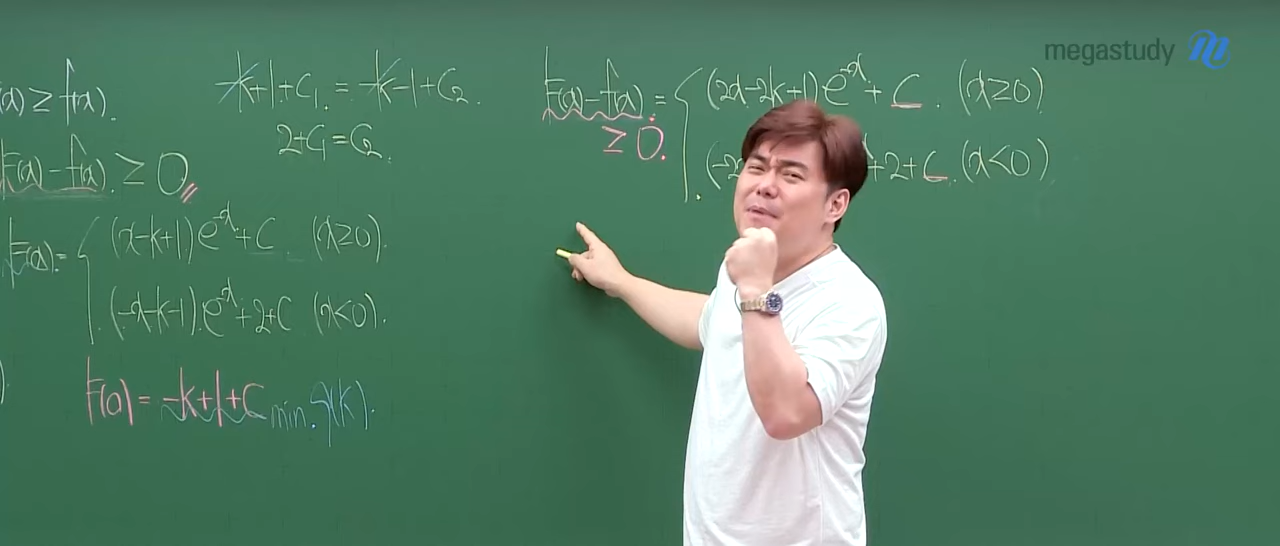 megastudy
(x) ≥ f(x).
F(x) - f(x) ≥ 0
F(x) = { (x-k+1)e^{-x} + C (x≥0).
(-x-k-1)e^{-x} + 2 + C (x<0).
F(0) = -k+1+C min. g(k).
-k+1+C₁ = -k-1+C₂.
2+C₁ = C₂.
F(x) - f(x) = { (2x-2k+1)e^{-x} + C. (x≥0)
≥ 0.
(-2 +2+C. (x<0)